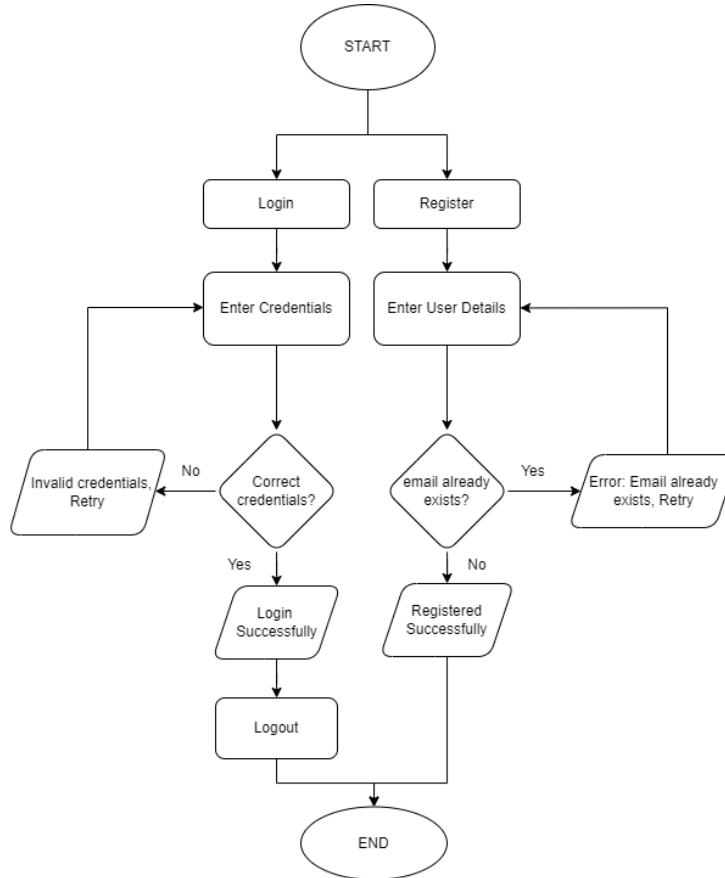 START
Login
Register
Enter Credentials
Enter User Details
Invalid credentials,
Retry
No
Correct
credentials?
email already
exists?
Yes
Error: Email already
exists, Retry
Yes
No
Login
Successfully
Registered
Successfully
Logout
END